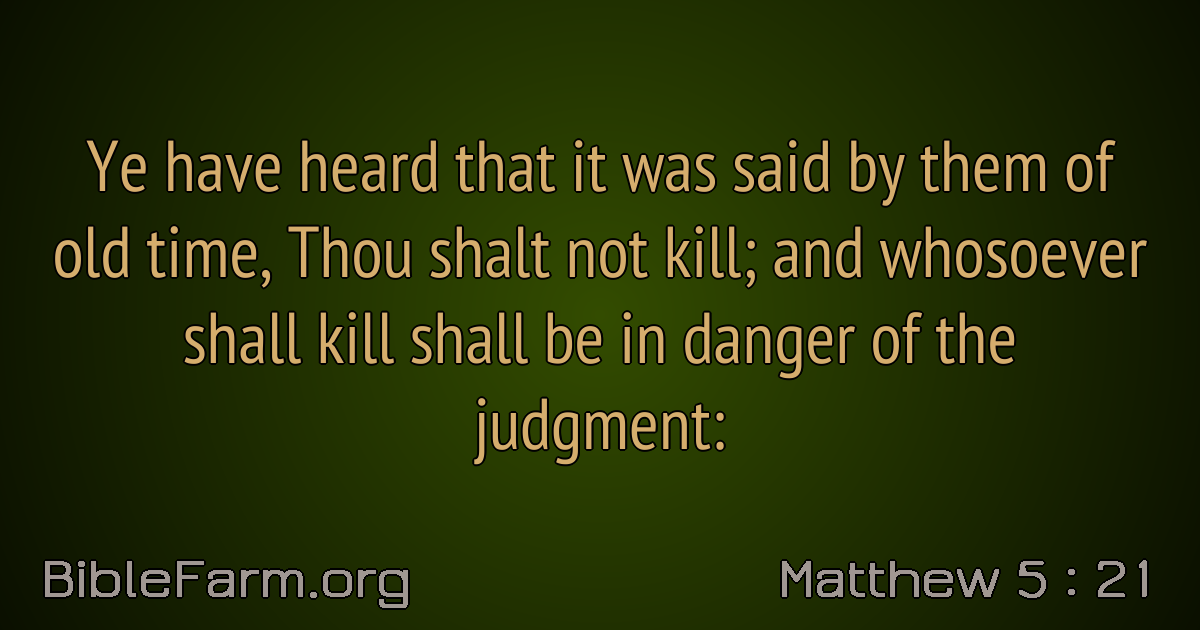 Ye have heard that it was said by them of
old time, Thou shalt not kill; and whosoever
shall kill shall be in danger of the
judgment:
BibleFarm.org
Matthew 5 : 21